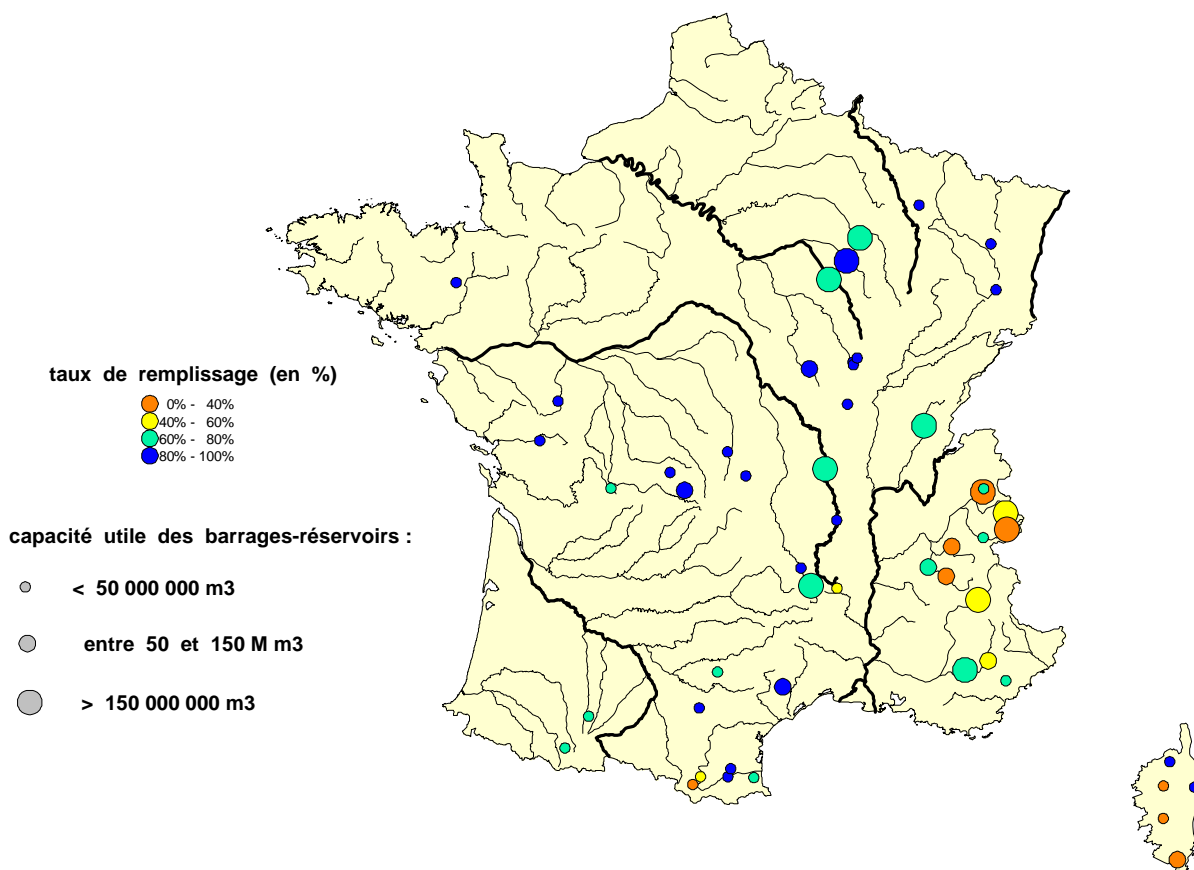 taux de remplissage (en %)
0% - 40%
40% - 60%
60% - 80%
80% - 100%
capacité utile des barrages-réservoirs :
< 50 000 000 m3
entre 50 et 150 M m3
> 150 000 000 m3